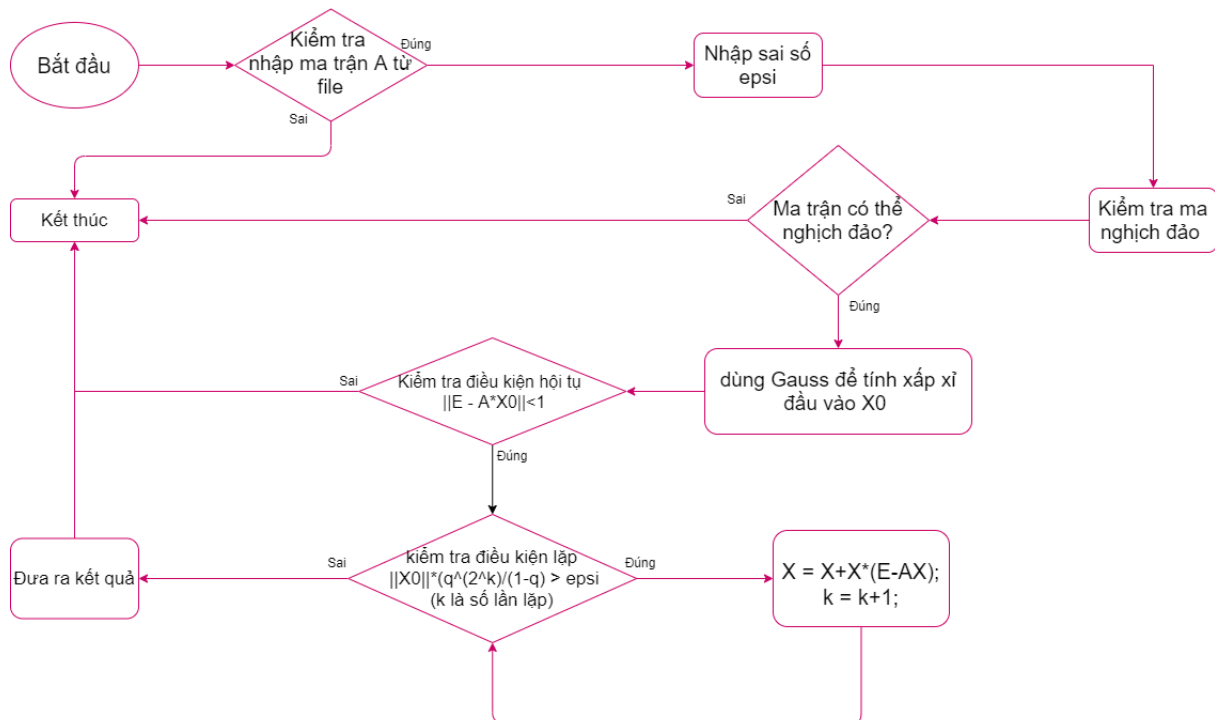 Bắt đầu
Kiểm tra
nhập ma trận A từ
file
Đúng
Nhập sai số
epsi
Sai
Kết thúc
Sai
Ma trận có thể
nghịch đảo?
Kiểm tra ma
nghịch đảo
Đúng
Sai
Kiểm tra điều kiện hội tụ
||E - A*X0||<1
dùng Gauss để tính xấp xỉ
đầu vào X0
Đúng
Đưa ra kết quả
Sai
kiểm tra điều kiện lặp
||X0||*(q^(2^k)/(1-q) > epsi
(k là số lần lặp)
Đúng
X = X+X*(E-AX);
k = k+1;